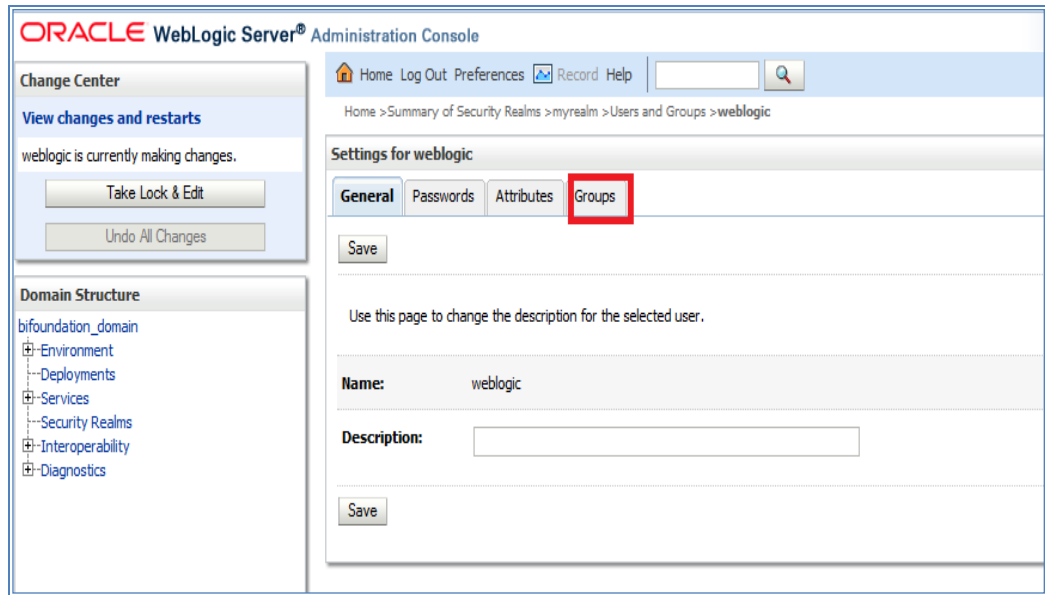 ORACLE WebLogic Server® Administration Console
Change Center
View changes and restarts
weblogic is currently making changes.
Take Lock & Edit
Undo All Changes
Domain Structure
bifoundation_domain
Environment
Deployments
Services
Security Realms
Interoperability
Diagnostics
Home Log Out Preferences Record Help
Home >Summary of Security Realms >myrealm >Users and Groups >weblogic
Settings for weblogic
General Passwords Attributes Groups
Save
Use this page to change the description for the selected user.
Name: weblogic
Description:
Save